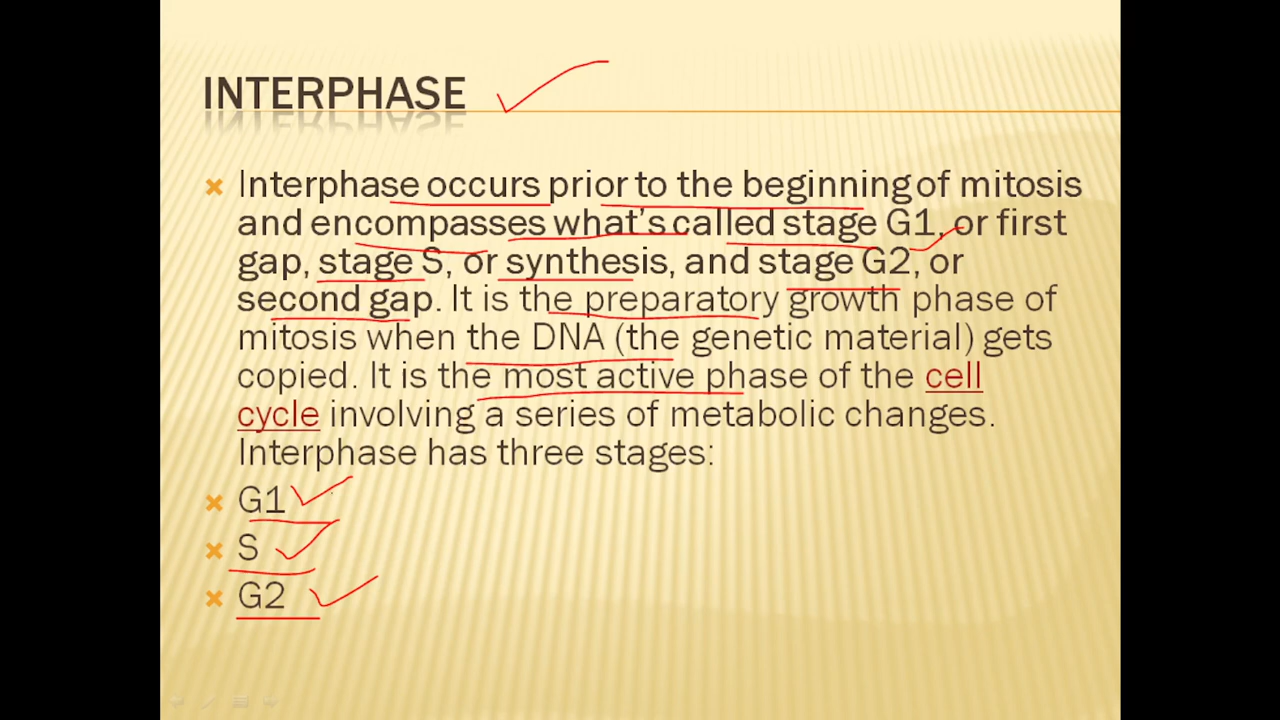 INTERPHASE
Interphase occurs prior to the beginning of mitosis
and encompasses what's called stage G1, or first
gap, stage S, or synthesis, and stage G2, or
second gap. It is the preparatory growth phase of
mitosis when the DNA (the genetic material) gets
copied. It is the most active phase of the cell
cycle involving a series of metabolic changes.
Interphase has three stages:
G1
S
G2